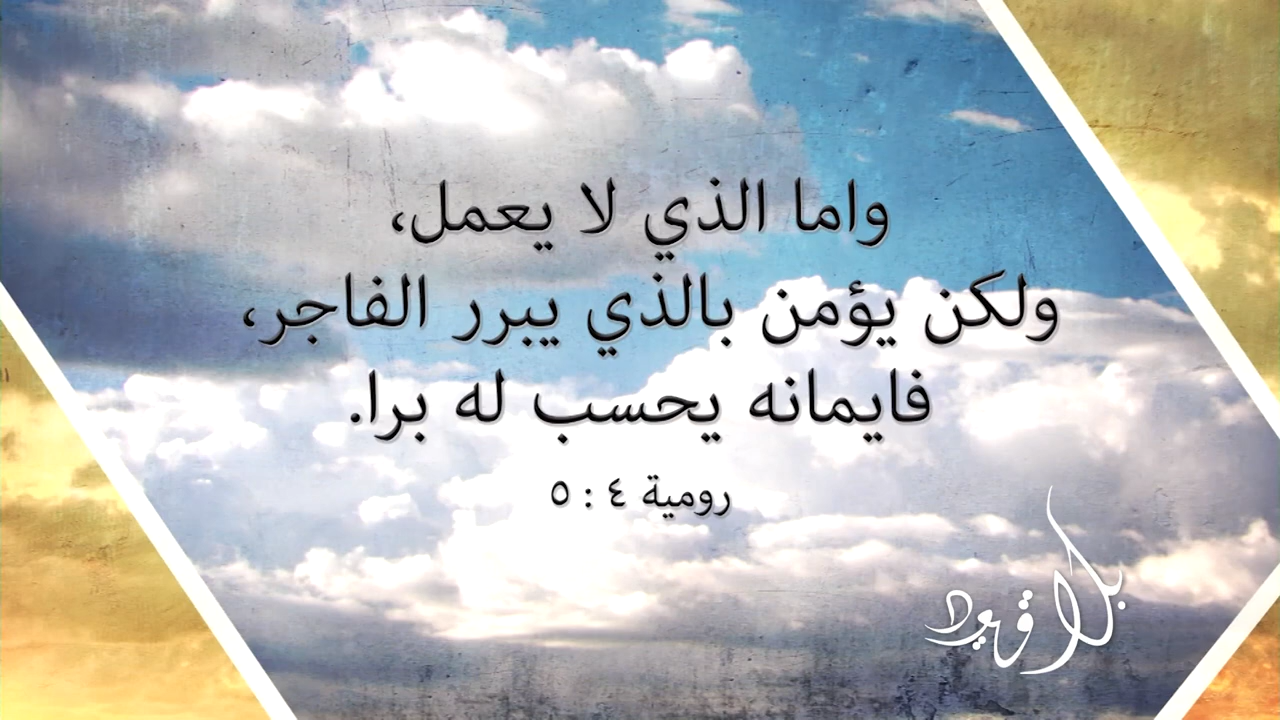 واما الذي لا يعمل،
ولكن يؤمن بالذي يبرر الفاجر،
فايمانه يحسب له برا.
رومية ٤ : ٥
بلا قيود